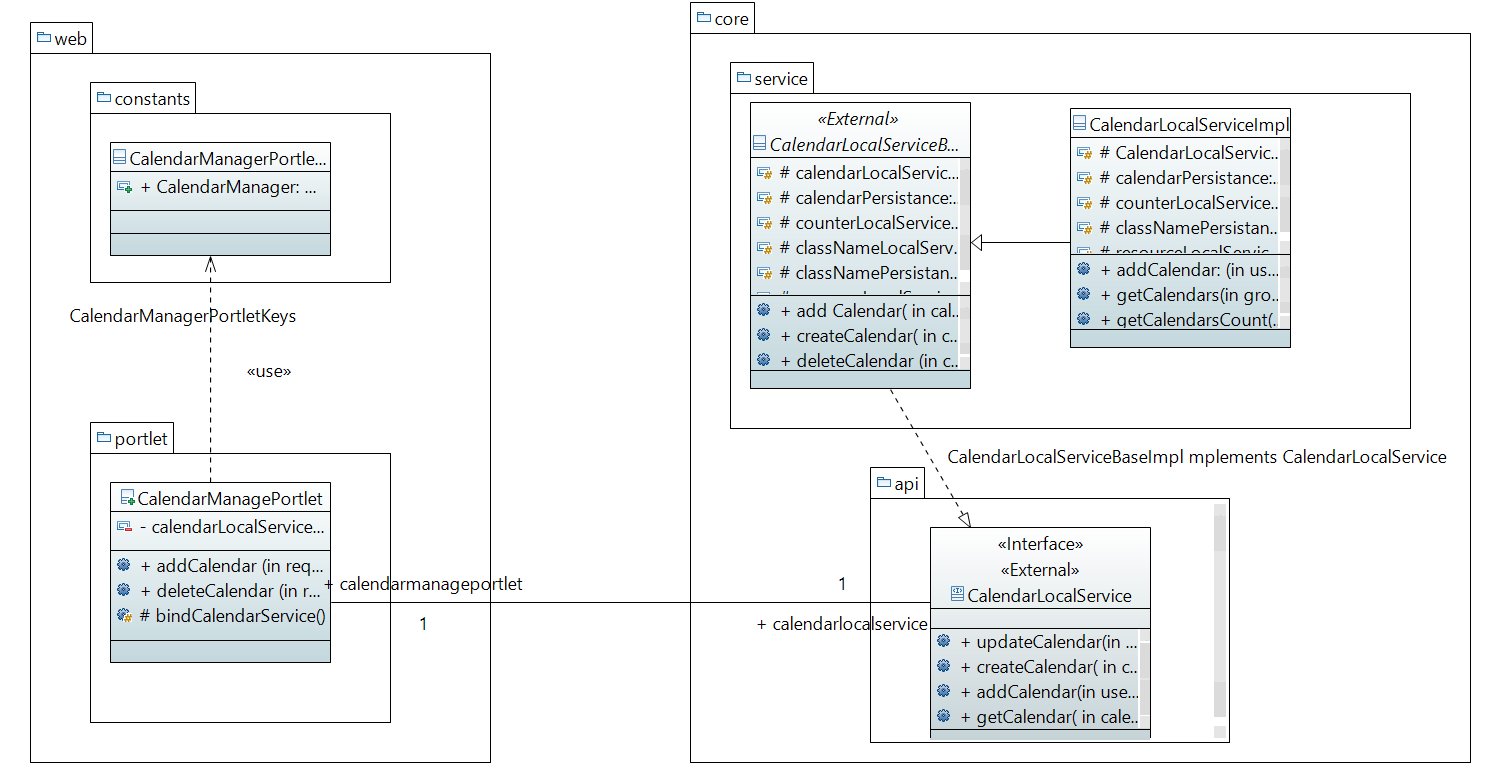 web
constants
CalendarManagerPortle...
+ CalendarManager: ...
CalendarManagerPortletKeys
«use»
portlet
CalendarManagePortlet
- calendarLocalService...
+ addCalendar (in req...
+ deleteCalendar (in r...
# bindCalendarService()
+ calendarmanageportlet
1
1
+ calendarlocalservice
core
service
«External»
CalendarLocalServiceB...
# calendarLocalServic...
# calendarPersistance:..
# counterLocalService..
# classNameLocalServ..
# classNamePersistan..
+ add Calendar( in cal..
+ createCalendar( in c..
+ deleteCalendar (in c..
CalendarLocalServiceImpl
# CalendarLocalServic..
# calendarPersistance:..
# counterLocalService..
# classNamePersistan..
# resourceLocalServic..
+ addCalendar: (in us..
+ getCalendars(in gro..
+ getCalendarsCount(..
CalendarLocalServiceBaseImpl mplements CalendarLocalService
api
«Interface»
«External»
CalendarLocalService
+ updateCalendar(in ...
+ createCalendar( in c..
+ addCalendar(in use...
+ getCalendar( in cale..